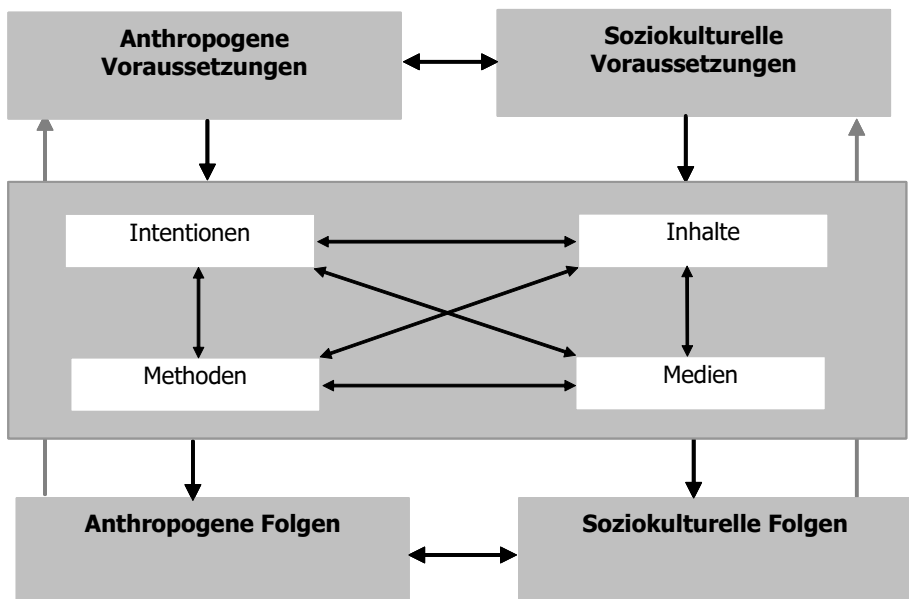 Anthropogene
Voraussetzungen
Soziokulturelle
Voraussetzungen
Intentionen
Inhalte
Methoden
Medien
Anthropogene Folgen
Soziokulturelle Folgen